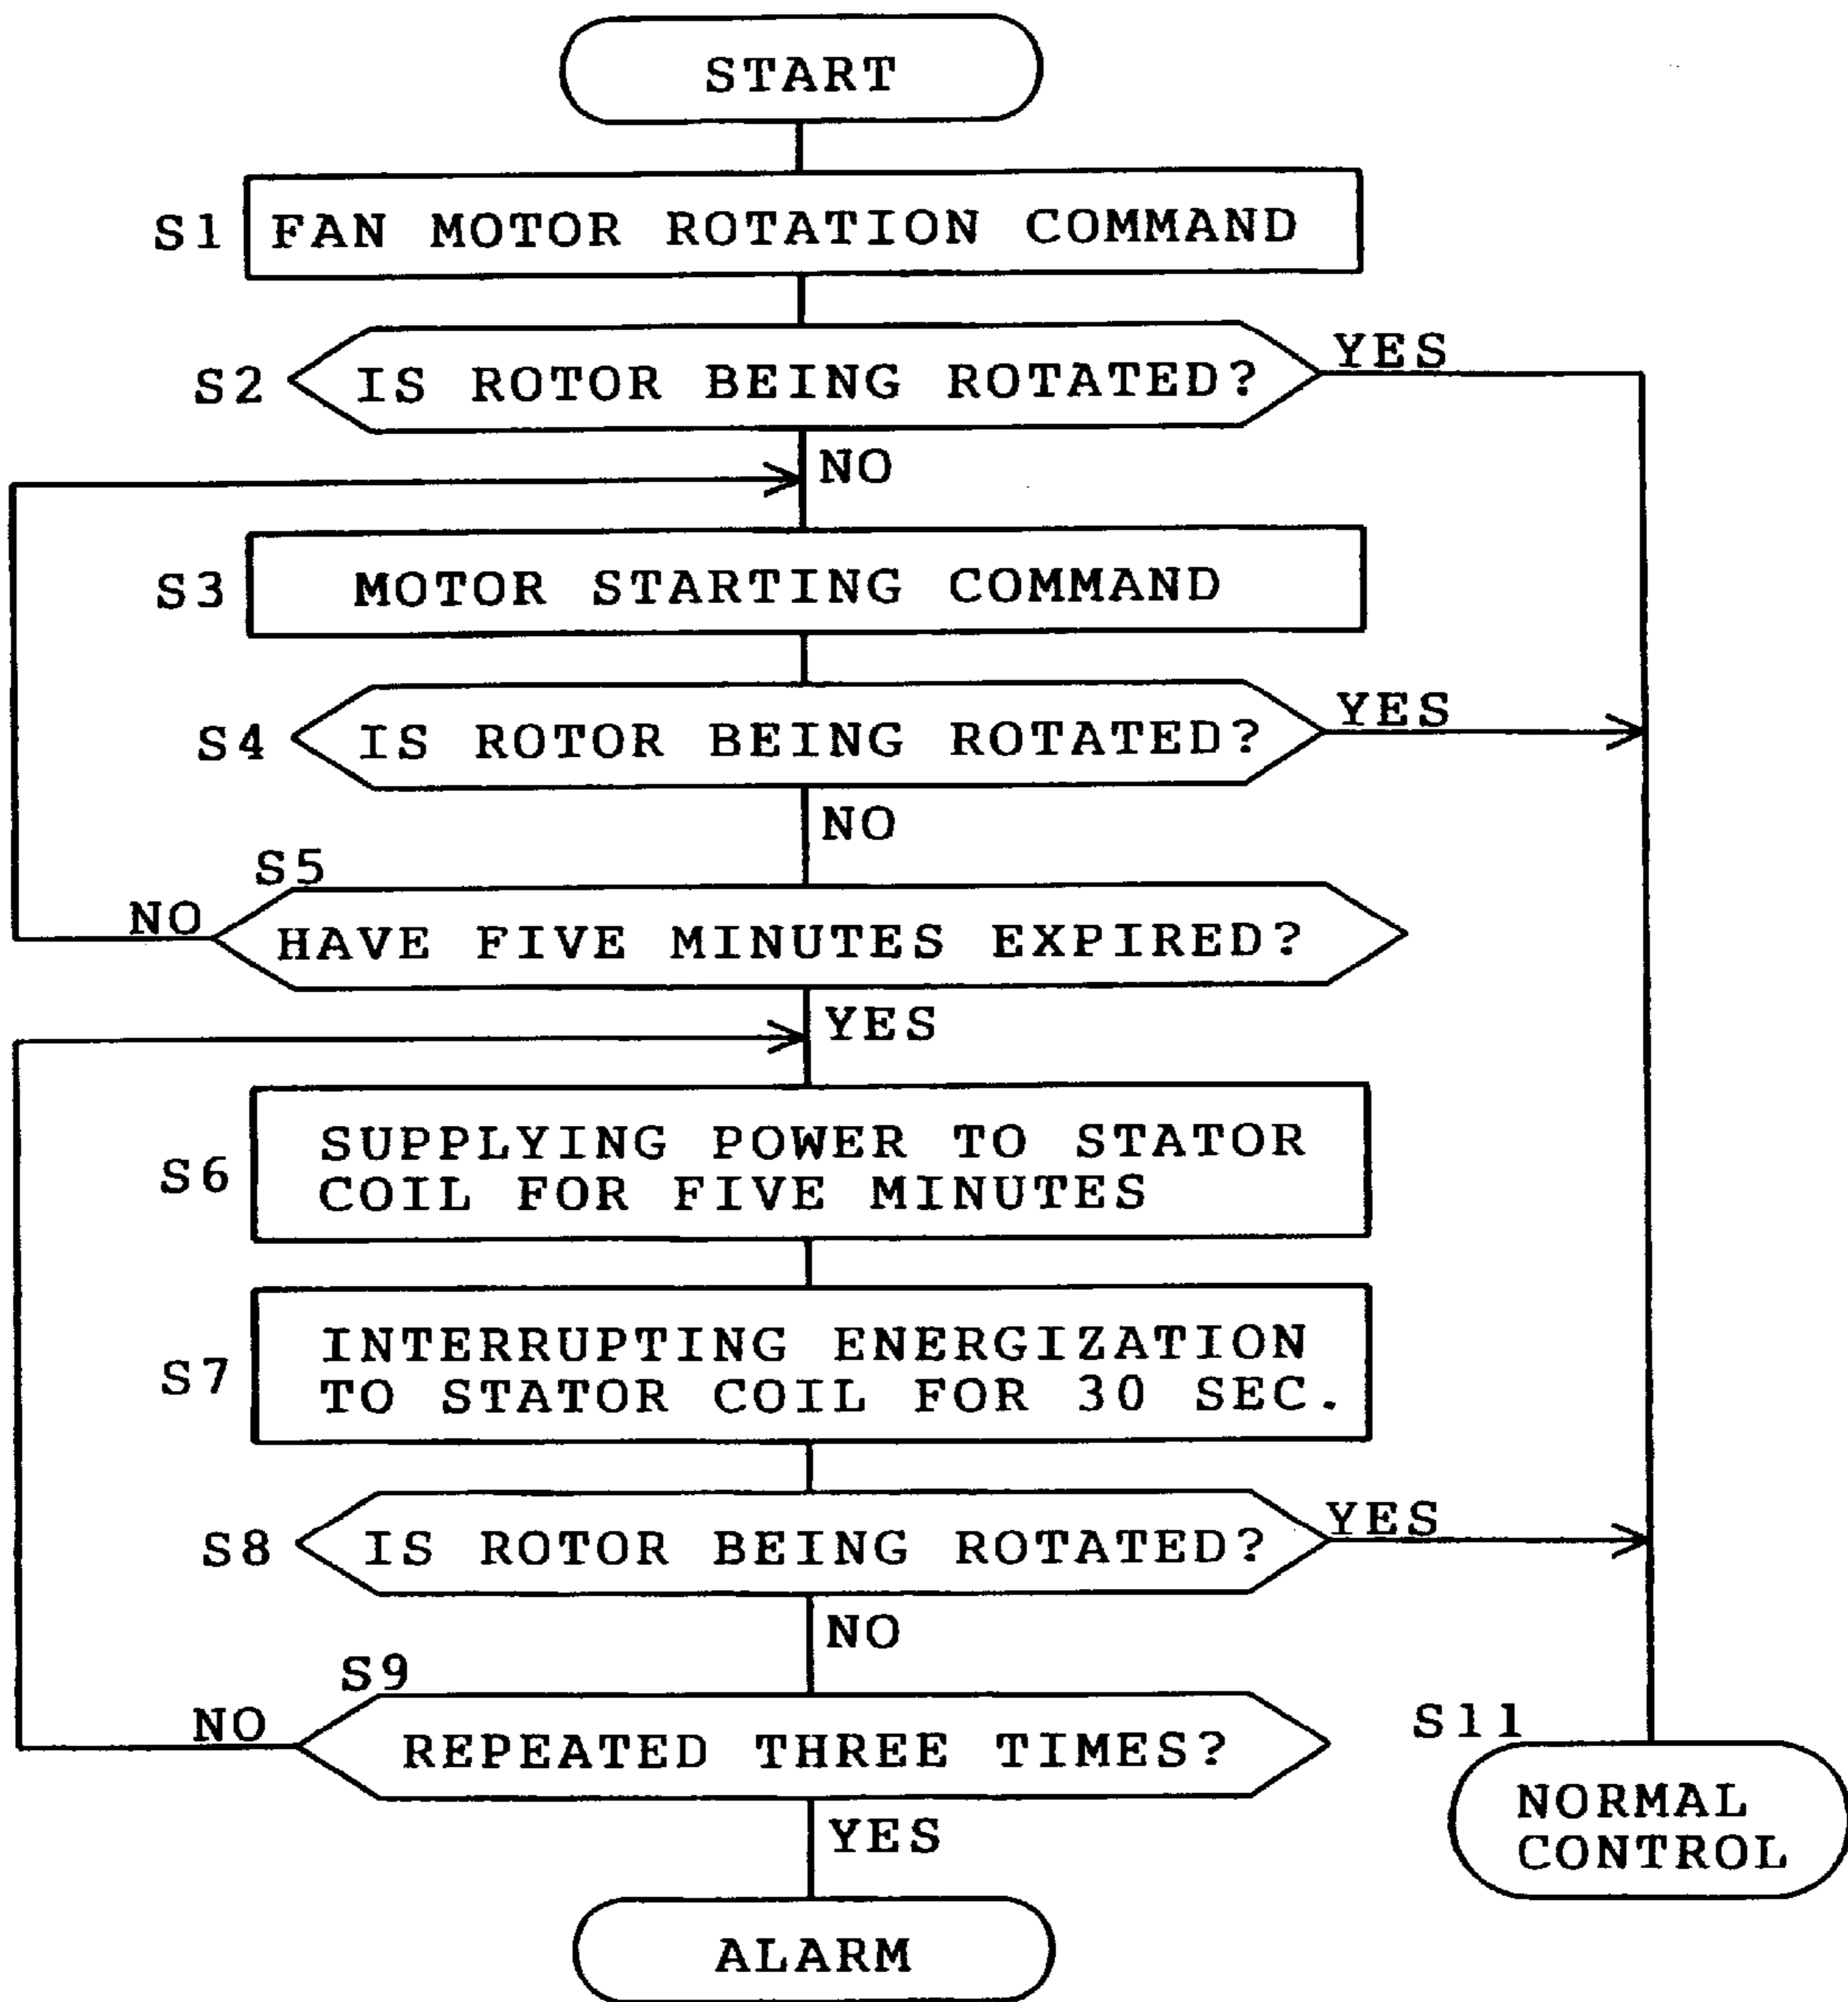 START
S1 FAN MOTOR ROTATION COMMAND
S2 IS ROTOR BEING ROTATED? YES
NO
S3 MOTOR STARTING COMMAND
S4 IS ROTOR BEING ROTATED? YES
NO
S5
NO HAVE FIVE MINUTES EXPIRED?
YES
S6 SUPPLYING POWER TO STATOR
COIL FOR FIVE MINUTES
S7 INTERRUPTING ENERGIZATION
TO STATOR COIL FOR 30 SEC.
S8 IS ROTOR BEING ROTATED? YES
NO
S9
NO REPEATED THREE TIMES?
YES
ALARM
S11
NORMAL
CONTROL